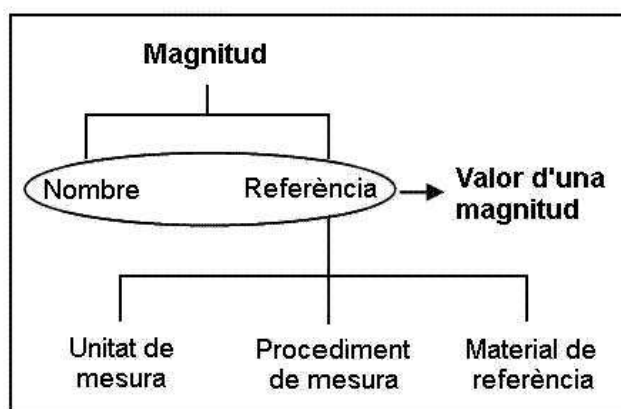 Magnitud
Nombre
Referència
Valor d'una
magnitud
Unitat de
mesura
Procediment
de mesura
Material de
referència